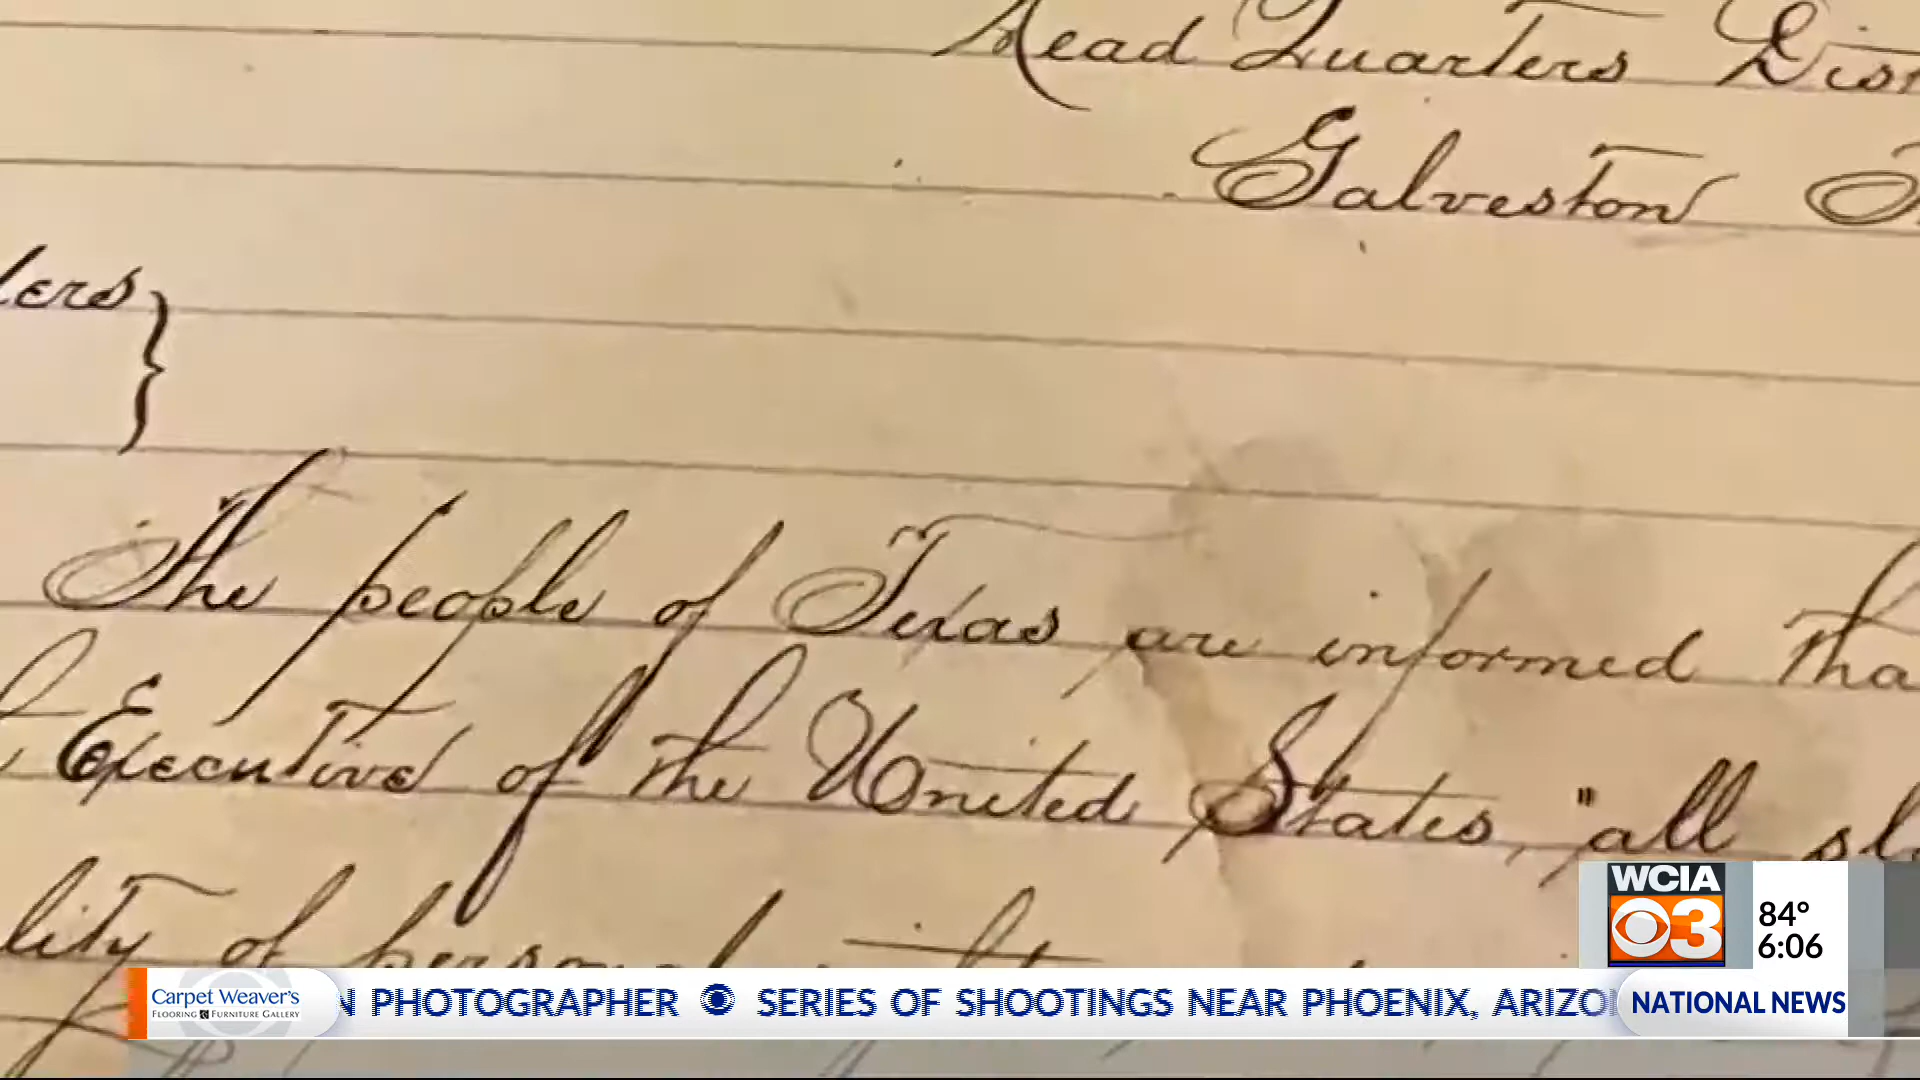 Head Quarters Dist
Galveston T
ders
The people of Texas are informed tha
Executive of the United States, "all sl
lity of personal
WCIA
3
84°
6:06
Carpet Weaver's
FLOORING & FURNITURE GALLERY
N PHOTOGRAPHER SERIES OF SHOOTINGS NEAR PHOENIX, ARIZO
NATIONAL NEWS